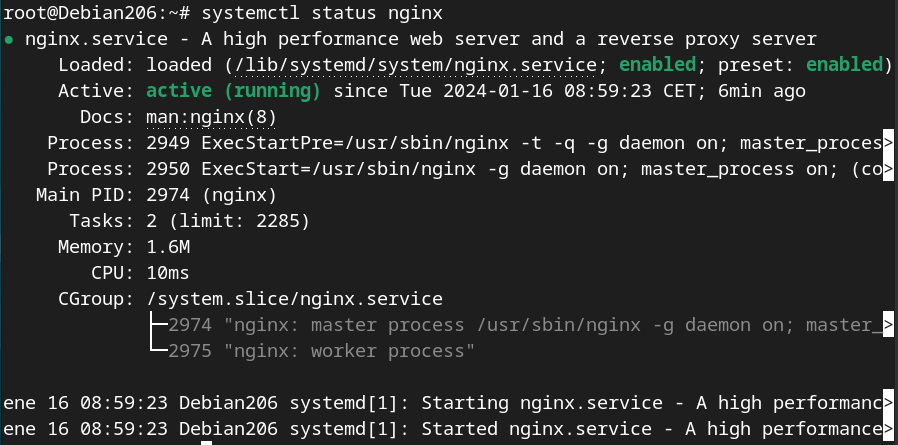 root@Debian206:~# systemctl status nginx
● nginx.service - A high performance web server and a reverse proxy server
Loaded: loaded (/lib/systemd/system/nginx.service; enabled; preset: enabled)
Active: active (running) since Tue 2024-01-16 08:59:23 CET; 6min ago
Docs: man:nginx(8)
Process: 2949 ExecStartPre=/usr/sbin/nginx -t -q -g daemon on; master_proces>
Process: 2950 ExecStart=/usr/sbin/nginx -g daemon on; master_process on; (co>
Main PID: 2974 (nginx)
Tasks: 2 (limit: 2285)
Memory: 1.6M
CPU: 10ms
CGroup: /system.slice/nginx.service
├─2974 "nginx: master process /usr/sbin/nginx -g daemon on; master_>
└─2975 "nginx: worker process"
ene 16 08:59:23 Debian206 systemd[1]: Starting nginx.service - A high performanc>
ene 16 08:59:23 Debian206 systemd[1]: Started nginx.service - A high performance>